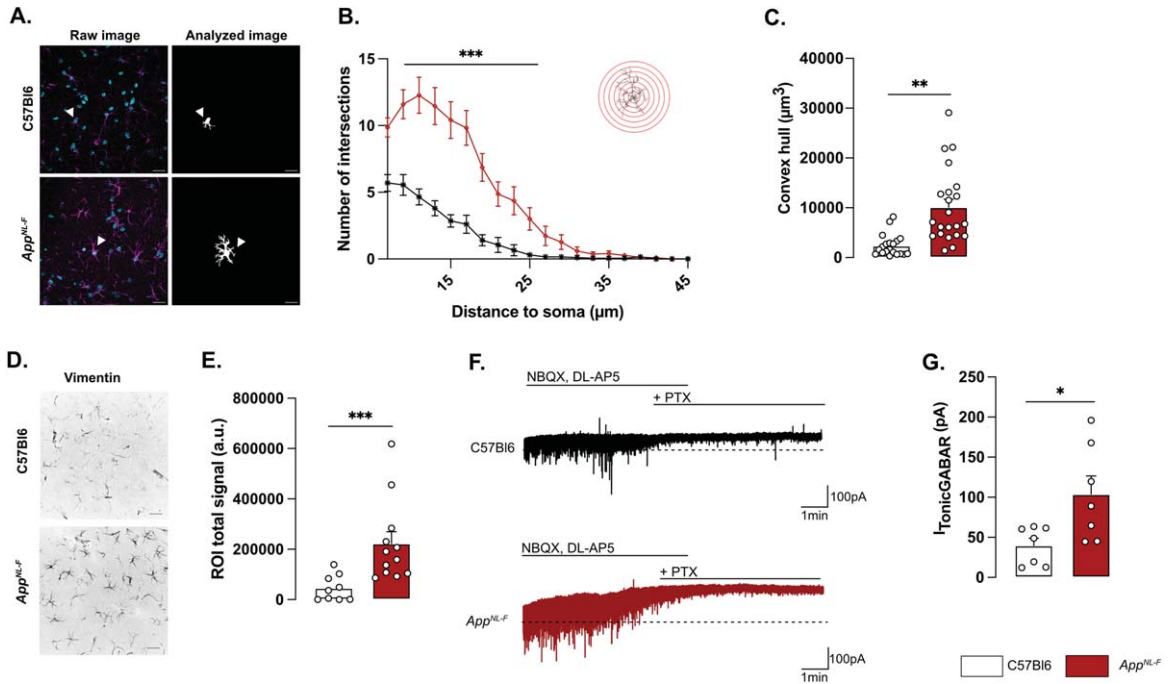 A.
Raw image
Analyzed image
C57Bl6
App^NL-F
B.
***
15
10
5
0
Number of intersections
15
25
35
45
Distance to soma (µm)
C.
**
40000
30000
20000
10000
0
Convex hull (µm³)
D.
Vimentin
C57Bl6
App^NL-F
E.
***
800000
600000
400000
200000
0
ROI total signal (a.u.)
F.
NBQX, DL-AP5
+ PTX
C57Bl6
100pA
1min
NBQX, DL-AP5
+ PTX
App^NL-F
100pA
1min
G.
*
250
200
150
100
50
0
I_TonicGABAR (pA)
C57Bl6
App^NL-F